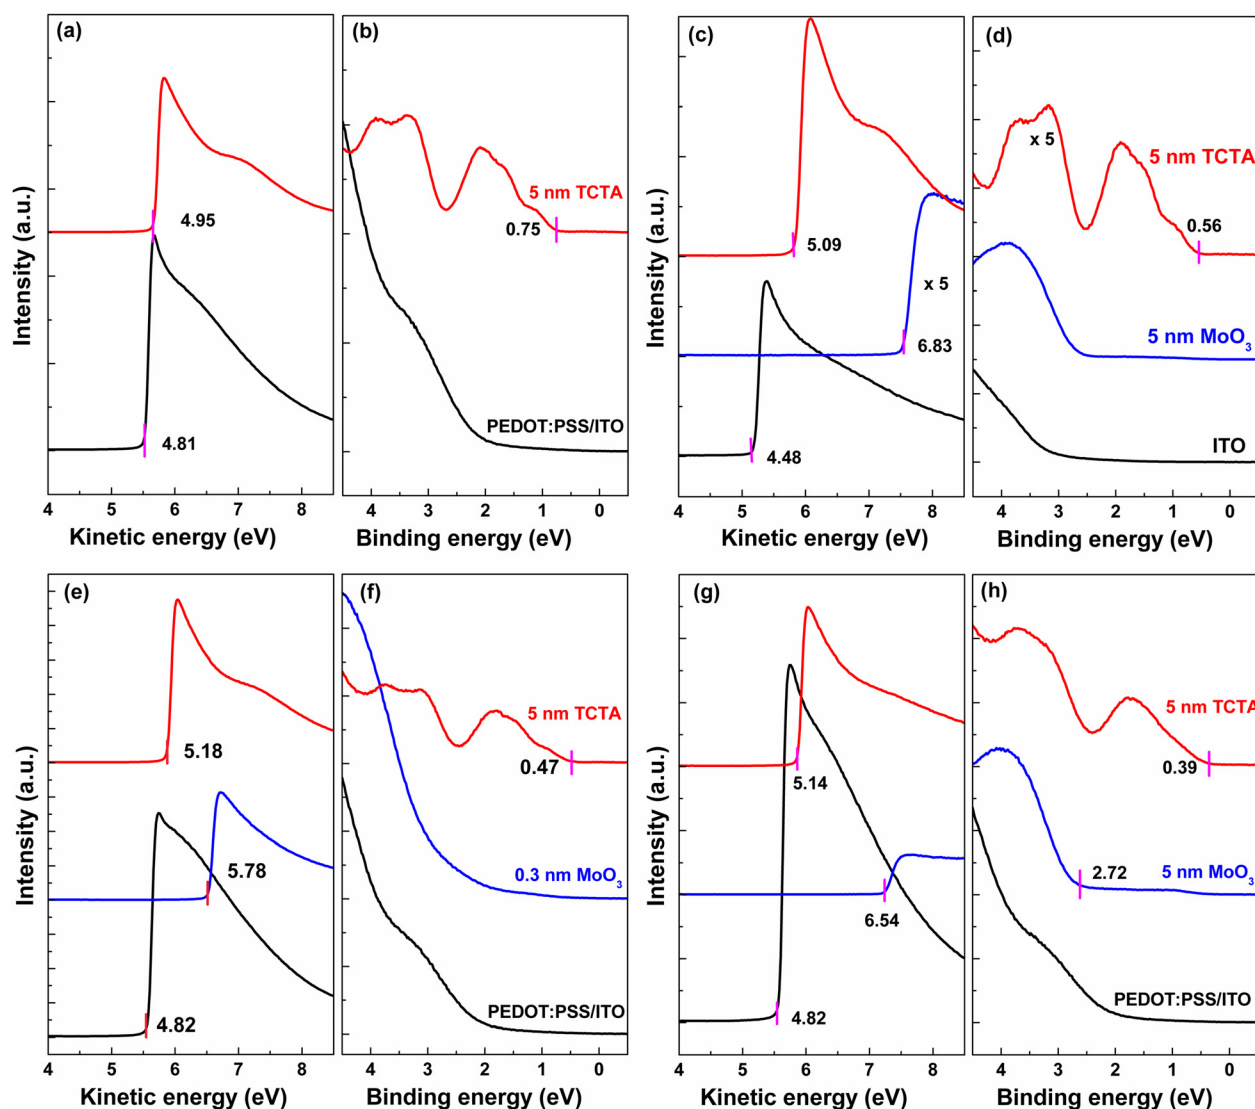 (a)
(b)
4.95
5 nm TCTA
0.75
4.81
PEDOT:PSS/ITO
Intensity (a.u.)
4 5 6 7 8
4 3 2 1 0
Kinetic energy (eV)
Binding energy (eV)
(c)
(d)
x 5
5 nm TCTA
5.09
0.56
x 5
5 nm MoO3
6.83
4.48
ITO
Intensity (a.u.)
4 5 6 7 8
4 3 2 1 0
Kinetic energy (eV)
Binding energy (eV)
(e)
(f)
5 nm TCTA
5.18
0.47
5.78
0.3 nm MoO3
4.82
PEDOT:PSS/ITO
Intensity (a.u.)
4 5 6 7 8
4 3 2 1 0
Kinetic energy (eV)
Binding energy (eV)
(g)
(h)
5 nm TCTA
5.14
0.39
2.72
5 nm MoO3
6.54
4.82
PEDOT:PSS/ITO
Intensity (a.u.)
4 5 6 7 8
4 3 2 1 0
Kinetic energy (eV)
Binding energy (eV)